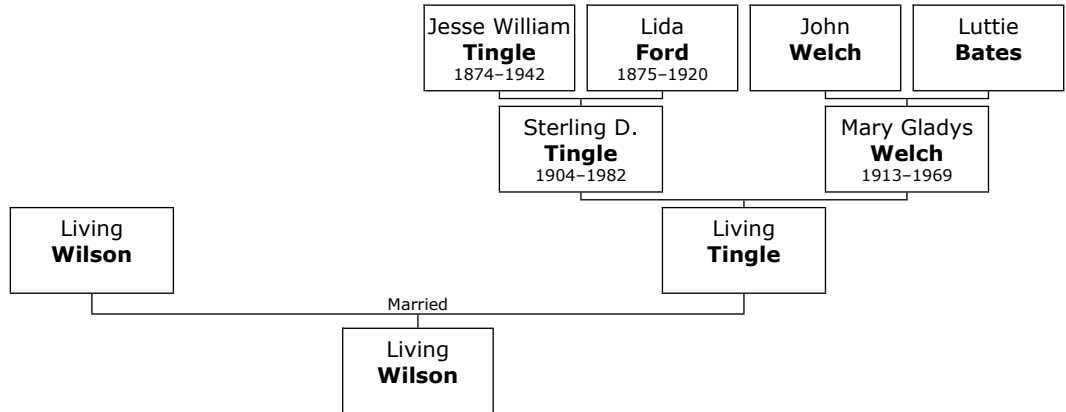 Jesse William
Tingle
1874–1942
Lida
Ford
1875–1920
John
Welch
Luttie
Bates
Sterling D.
Tingle
1904–1982
Mary Gladys
Welch
1913–1969
Living
Wilson
Living
Tingle
Married
Living
Wilson